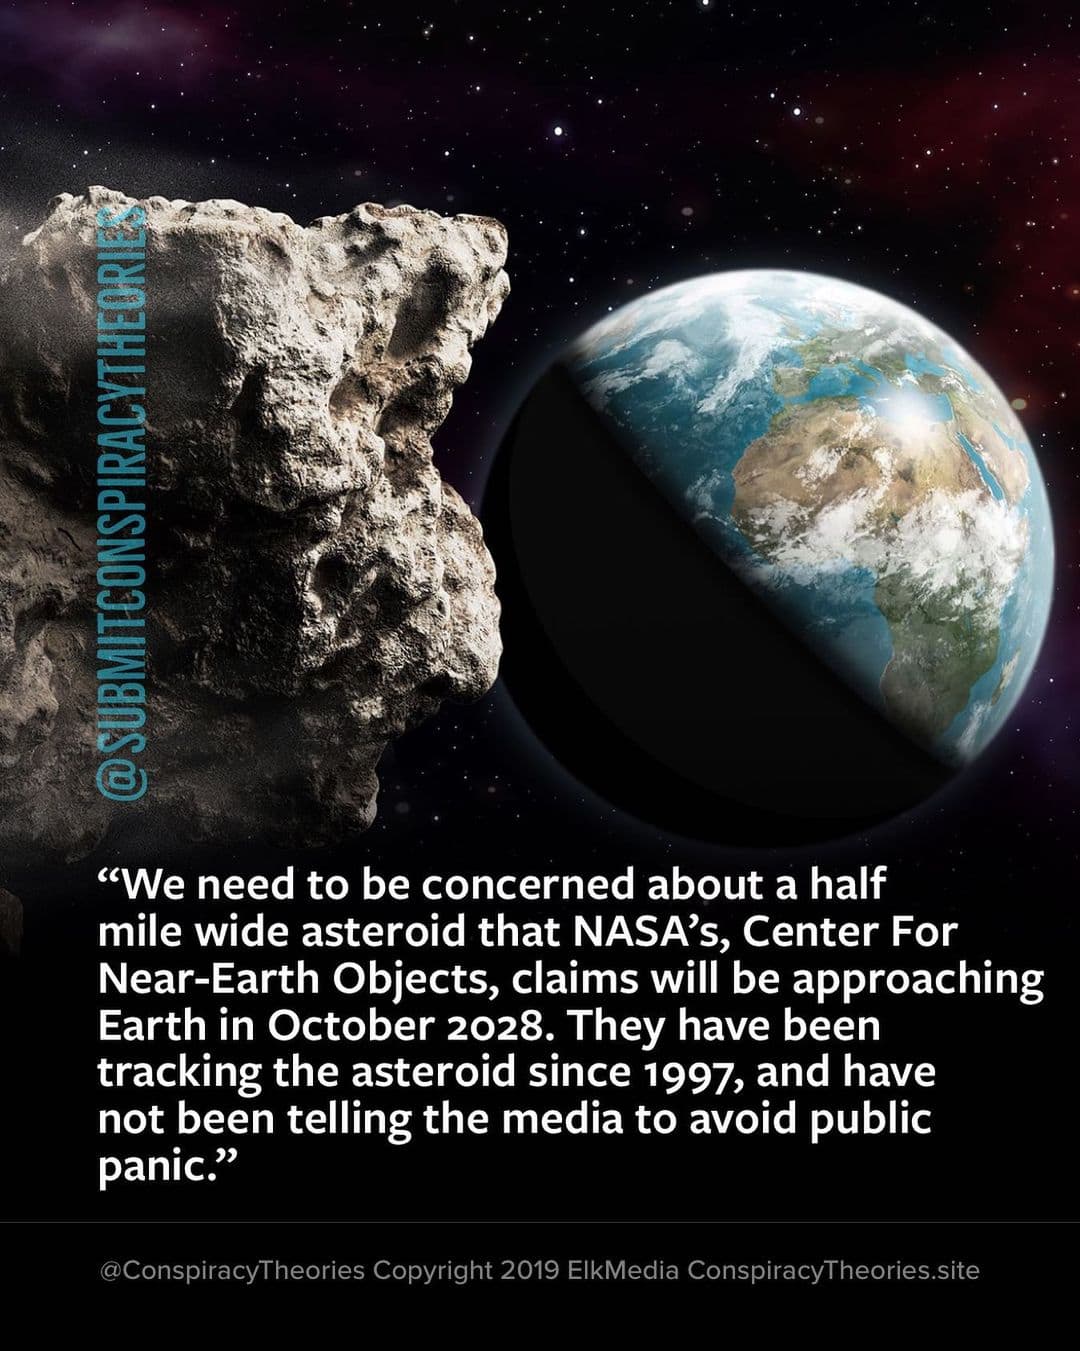 @SUBMITCONSPIRACYTHEORIES
“We need to be concerned about a half
mile wide asteroid that NASA’s, Center For
Near-Earth Objects, claims will be approaching
Earth in October 2028. They have been
tracking the asteroid since 1997, and have
not been telling the media to avoid public
panic.”
@ConspiracyTheories Copyright 2019 ElkMedia ConspiracyTheories.site